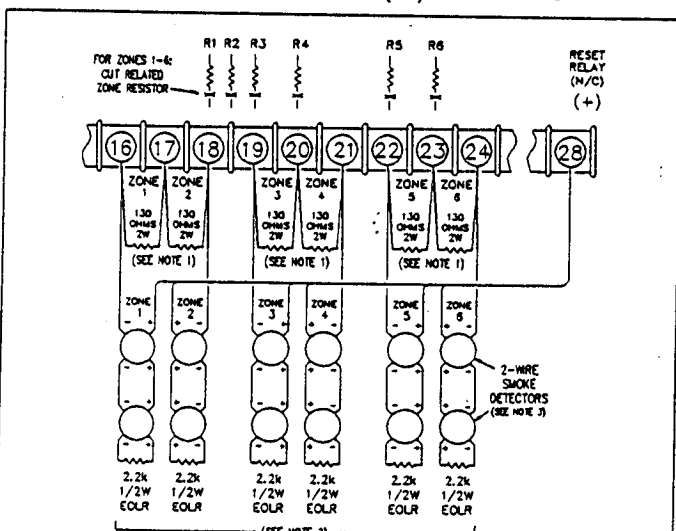 R1 R2 R3 R4 R5 R6
FOR ZONES 1-6:
CUT RELATED
ZONE RESISTOR
RESET
RELAY
(N/C)
(+)
16 17 18 19 20 21 22 23 24 28
ZONE 1 ZONE 2 ZONE 3 ZONE 4 ZONE 5 ZONE 6
130 130 130 130 130 130
OHMS OHMS OHMS OHMS OHMS OHMS
2W 2W 2W 2W 2W 2W
(SEE NOTE 1) (SEE NOTE 1) (SEE NOTE 1)
ZONE 1 ZONE 2 ZONE 3 ZONE 4 ZONE 5 ZONE 6
- + + - - + + - - + + -
2-WIRE
SMOKE
DETECTORS
(SEE NOTE 3)
2.2k 2.2k 2.2k 2.2k 2.2k 2.2k
1/2W 1/2W 1/2W 1/2W 1/2W 1/2W
EOLR EOLR EOLR EOLR EOLR EOLR